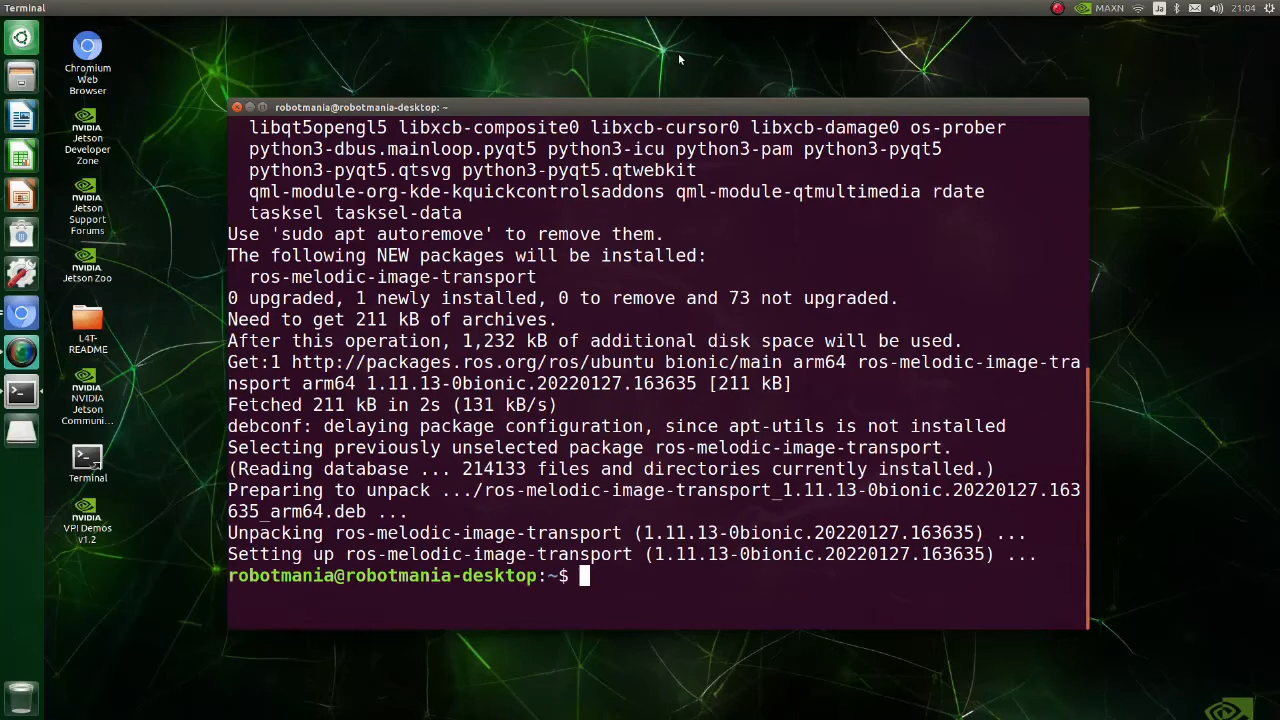 Terminal
MAXN
Ja
21:04
Chromium
Web
Browser
NVIDIA
NVIDIA
Jetson
Developer
Zone
NVIDIA
Jetson
Support
Forums
NVIDIA
Jetson Zoo
L4T-
README
NVIDIA
NVIDIA
Jetson
Communi...
Terminal
NVIDIA
VPI Demos
v1.2
robotmania@robotmania-desktop: ~
libqt5opengl5 libxcb-composite0 libxcb-cursor0 libxcb-damage0 os-prober
python3-dbus.mainloop.pyqt5 python3-icu python3-pam python3-pyqt5
python3-pyqt5.qtsvg python3-pyqt5.qtwebkit
qml-module-org-kde-kquickcontrolsaddons qml-module-qtmultimedia rdate
tasksel tasksel-data
Use 'sudo apt autoremove' to remove them.
The following NEW packages will be installed:
ros-melodic-image-transport
0 upgraded, 1 newly installed, 0 to remove and 73 not upgraded.
Need to get 211 kB of archives.
After this operation, 1,232 kB of additional disk space will be used.
Get:1 http://packages.ros.org/ros/ubuntu bionic/main arm64 ros-melodic-image-tra
nsport arm64 1.11.13-0bionic.20220127.163635 [211 kB]
Fetched 211 kB in 2s (131 kB/s)
debconf: delaying package configuration, since apt-utils is not installed
Selecting previously unselected package ros-melodic-image-transport.
(Reading database ... 214133 files and directories currently installed.)
Preparing to unpack .../ros-melodic-image-transport_1.11.13-0bionic.20220127.163
635_arm64.deb ...
Unpacking ros-melodic-image-transport (1.11.13-0bionic.20220127.163635) ...
Setting up ros-melodic-image-transport (1.11.13-0bionic.20220127.163635) ...
robotmania@robotmania-desktop:~$